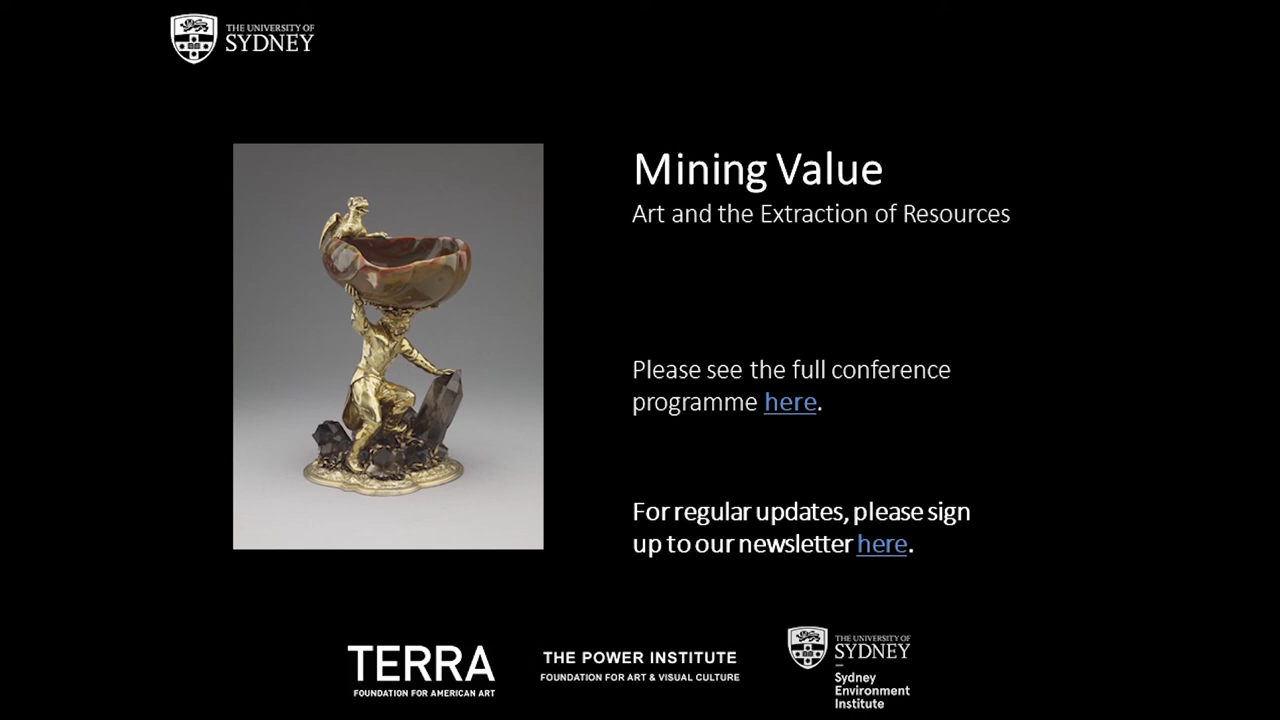 THE UNIVERSITY OF
SYDNEY
Mining Value
Art and the Extraction of Resources
Please see the full conference
programme here.
For regular updates, please sign
up to our newsletter here.
TERRA
FOUNDATION FOR AMERICAN ART
THE POWER INSTITUTE
FOUNDATION FOR ART & VISUAL CULTURE
THE UNIVERSITY OF
SYDNEY
Sydney
Environment
Institute